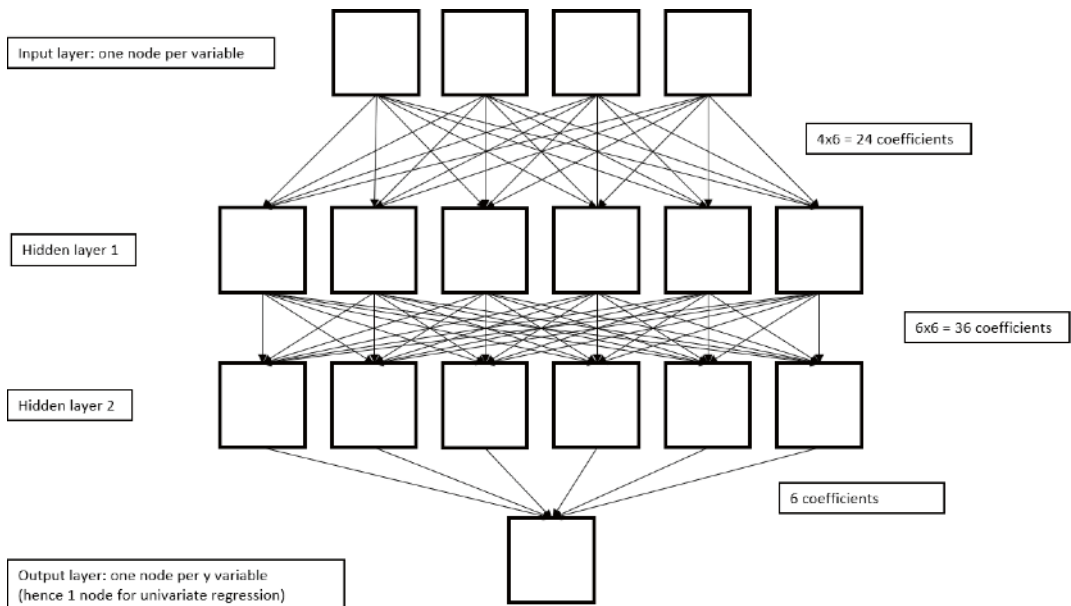 Input layer: one node per variable
4x6 = 24 coefficients
Hidden layer 1
6x6 = 36 coefficients
Hidden layer 2
6 coefficients
Output layer: one node per y variable
(hence 1 node for univariate regression)